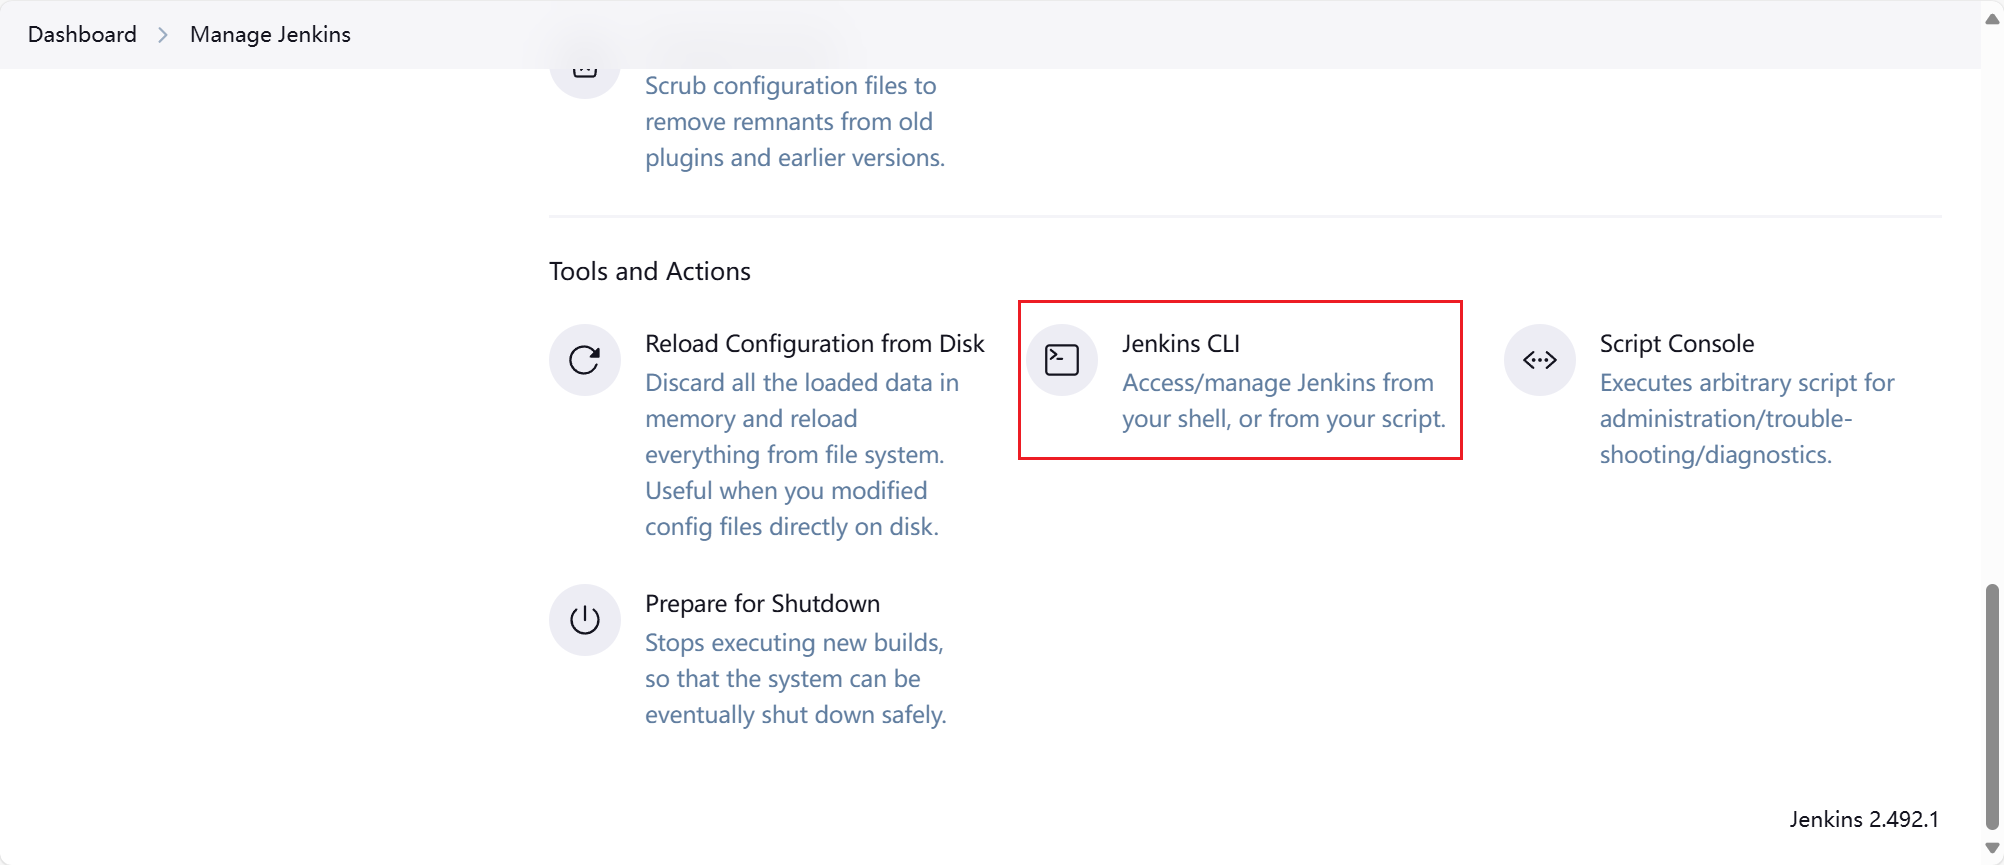 Dashboard > Manage Jenkins
Scrub configuration files to
remove remnants from old
plugins and earlier versions.
Tools and Actions
Reload Configuration from Disk
Discard all the loaded data in
memory and reload
everything from file system.
Useful when you modified
config files directly on disk.
Jenkins CLI
Access/manage Jenkins from
your shell, or from your script.
Script Console
Executes arbitrary script for
administration/trouble-
shooting/diagnostics.
Prepare for Shutdown
Stops executing new builds,
so that the system can be
eventually shut down safely.
Jenkins 2.492.1